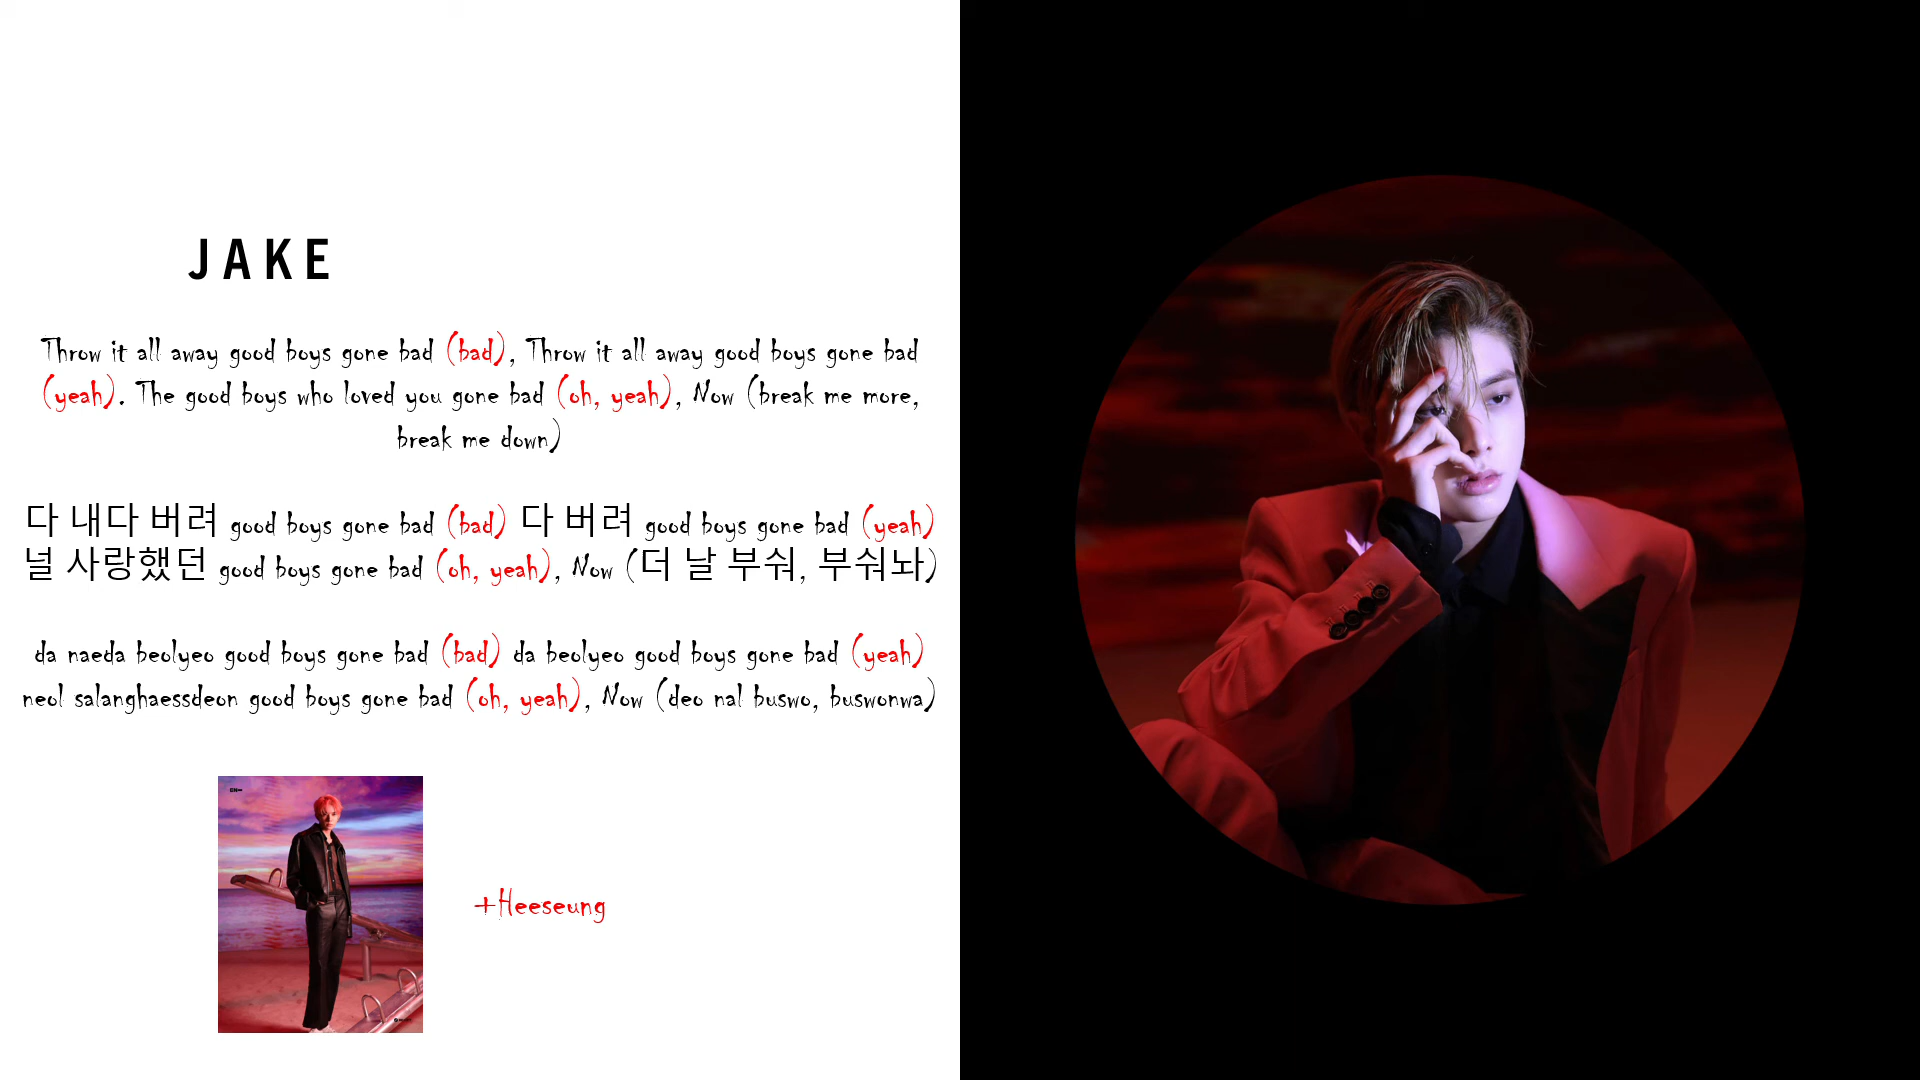 JAKE
Throw it all away good boys gone bad (bad), Throw it all away good boys gone bad
(yeah). The good boys who loved you gone bad (oh, yeah), Now (break me more,
break me down)
다 내다 버려 good boys gone bad (bad) 다 버려 good boys gone bad (yeah)
널 사랑했던 good boys gone bad (oh, yeah), Now (더 날 부숴, 부숴놔)
da naeda beolyeo good boys gone bad (bad) da beolyeo good boys gone bad (yeah)
neol salanghaessdeon good boys gone bad (oh, yeah), Now (deo nal buswo, buswonwa)
+Heeseung